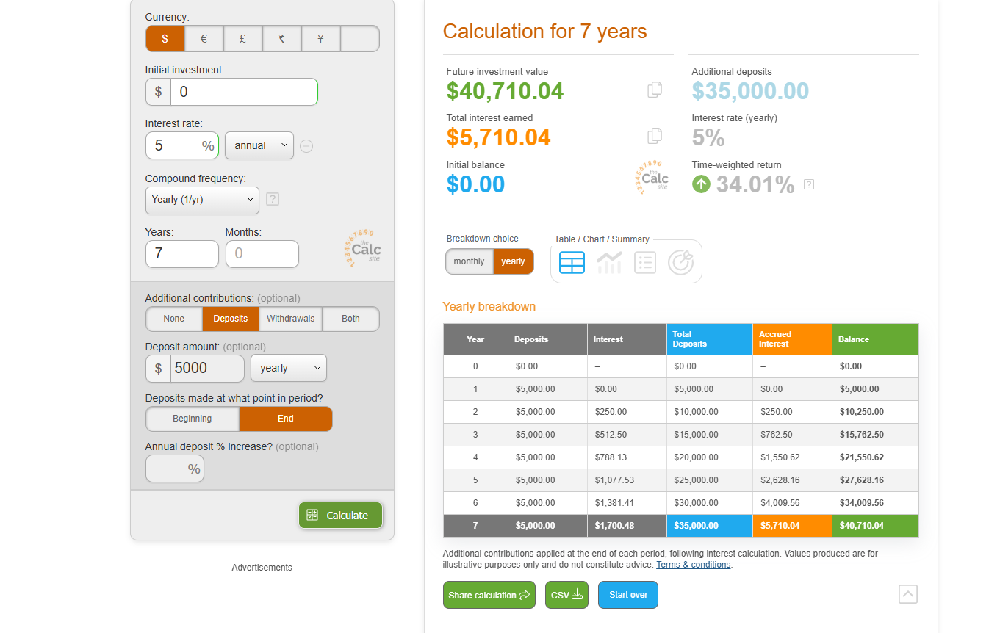 Currency:
$ € £ ₹ ¥
Initial investment:
$ 0
Interest rate:
5 % annual
Compound frequency:
Yearly (1/yr) ?
Years: Months:
7 0
1234567890 the Calc site
Additional contributions: (optional)
None Deposits Withdrawals Both
Deposit amount: (optional)
$ 5000 yearly
Deposits made at what point in period?
Beginning End
Annual deposit % increase? (optional)
%
Calculate
Advertisements
Calculation for 7 years
Future investment value
$40,710.04
Additional deposits
$35,000.00
Total interest earned
$5,710.04
Interest rate (yearly)
5%
Initial balance
$0.00
1234567890 the Calc site
Time-weighted return
34.01% ?
Breakdown choice
monthly yearly
Table / Chart / Summary
Yearly breakdown
Year Deposits Interest Total Deposits Accrued Interest Balance
0 $0.00 – $0.00 – $0.00
1 $5,000.00 $0.00 $5,000.00 $0.00 $5,000.00
2 $5,000.00 $250.00 $10,000.00 $250.00 $10,250.00
3 $5,000.00 $512.50 $15,000.00 $762.50 $15,762.50
4 $5,000.00 $788.13 $20,000.00 $1,550.62 $21,550.62
5 $5,000.00 $1,077.53 $25,000.00 $2,628.16 $27,628.16
6 $5,000.00 $1,381.41 $30,000.00 $4,009.56 $34,009.56
7 $5,000.00 $1,700.48 $35,000.00 $5,710.04 $40,710.04
Additional contributions applied at the end of each period, following interest calculation. Values produced are for
illustrative purposes only and do not constitute advice. Terms & conditions.
Share calculation CSV Start over